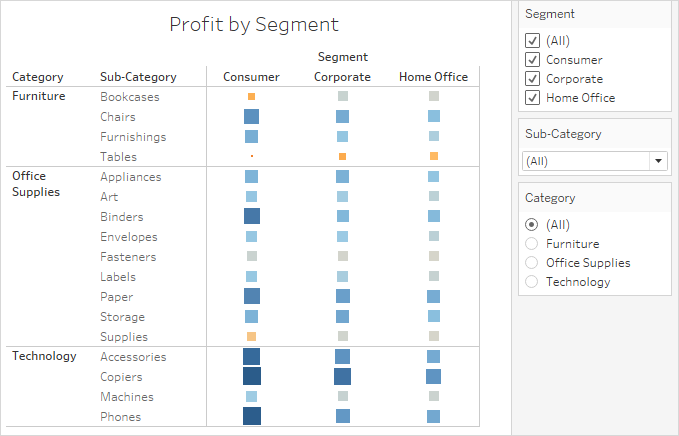 Profit by Segment
Segment
Category Sub-Category Consumer Corporate Home Office
Furniture Bookcases
Chairs
Furnishings
Tables
Office Supplies Appliances
Art
Binders
Envelopes
Fasteners
Labels
Paper
Storage
Supplies
Technology Accessories
Copiers
Machines
Phones
Segment
(All)
Consumer
Corporate
Home Office
Sub-Category
(All)
Category
(All)
Furniture
Office Supplies
Technology